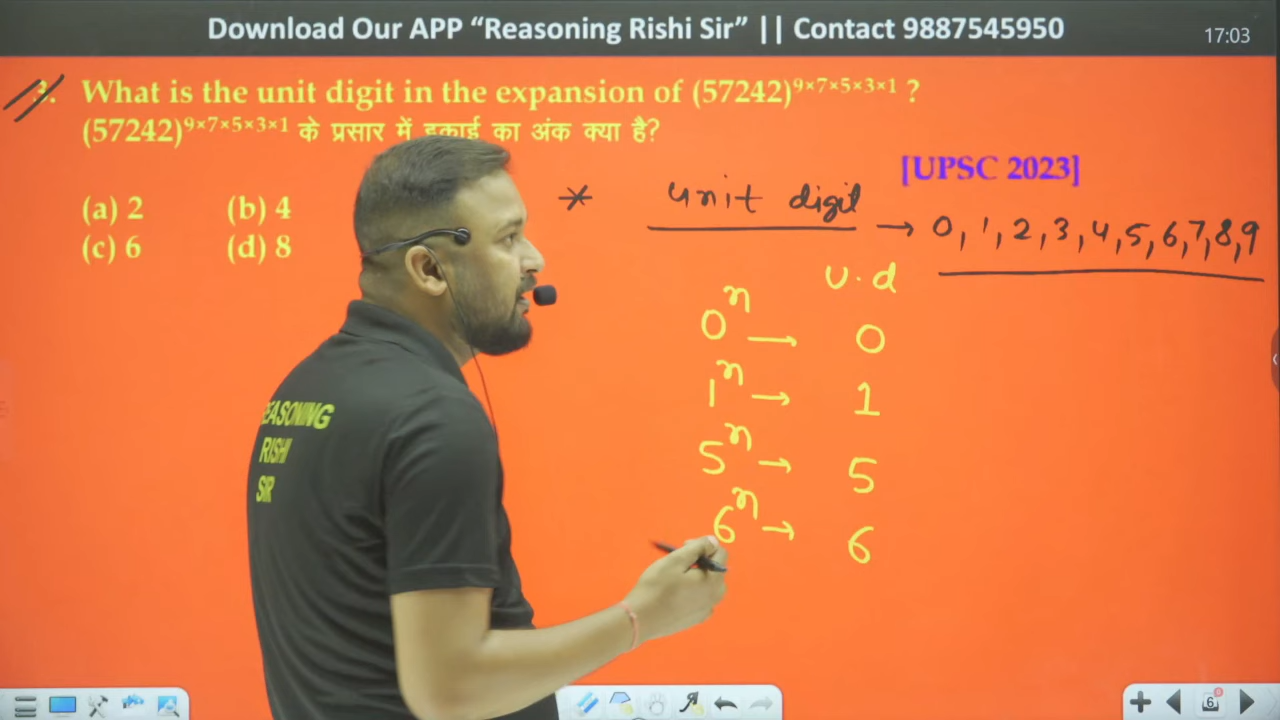 Download Our APP “Reasoning Rishi Sir” || Contact 9887545950
17:03
3. What is the unit digit in the expansion of (57242)^9×7×5×3×1 ?
(57242)^9×7×5×3×1 के प्रसार में इकाई का अंक क्या है?
[UPSC 2023]
(a) 2 (b) 4
(c) 6 (d) 8
* unit digit → 0, 1, 2, 3, 4, 5, 6, 7, 8, 9
U.d
0^n → 0
1^n → 1
5^n → 5
6^n → 6
REASONING
RISHI
SIR
6